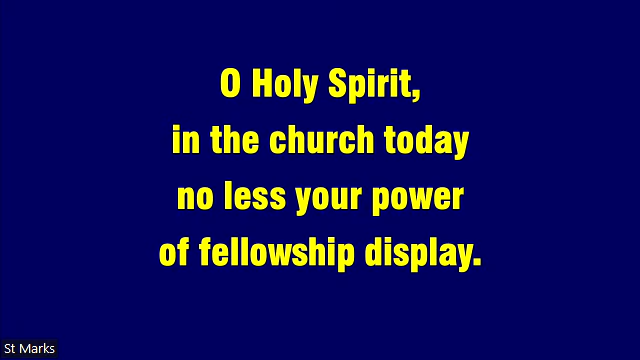 O Holy Spirit,
in the church today
no less your power
of fellowship display.
St Marks